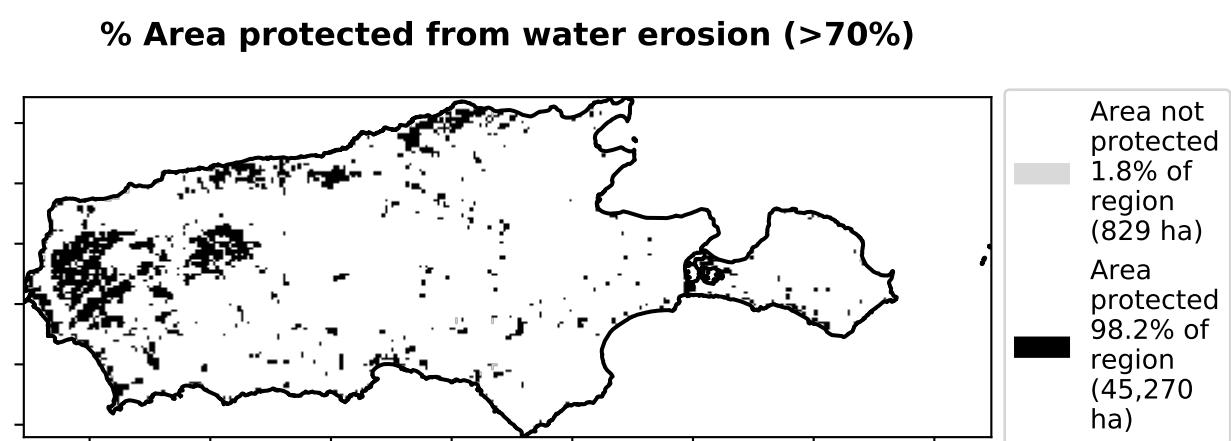 % Area protected from water erosion (>70%)
Area not
protected
1.8% of
region
(829 ha)
Area
protected
98.2% of
region
(45,270
ha)